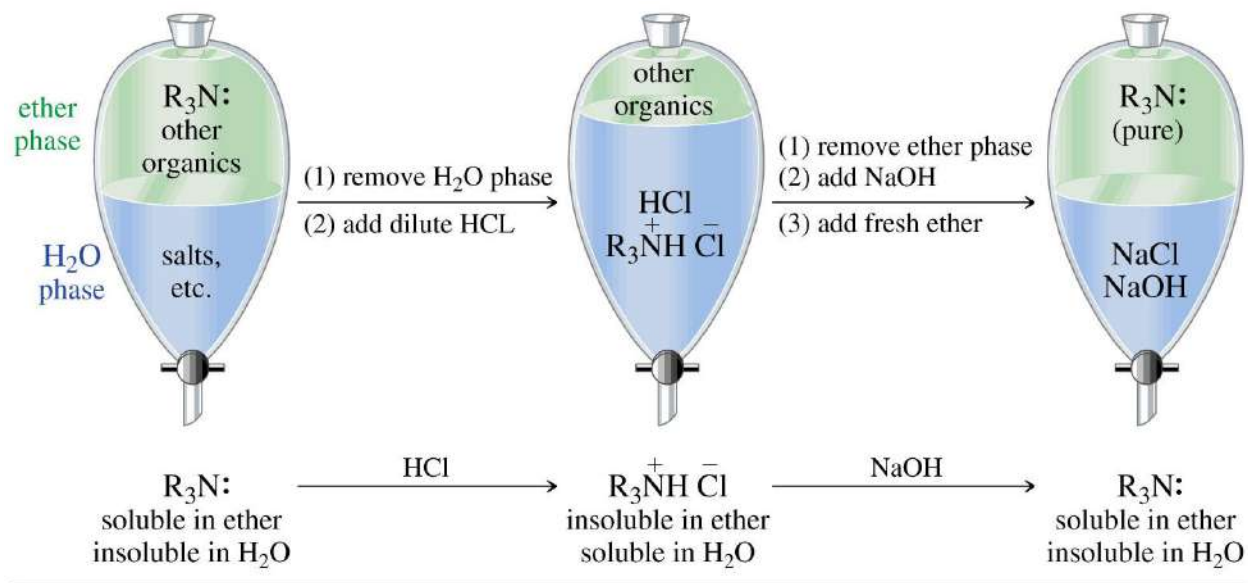 ether
phase
H₂O
phase
R₃N:
other
organics
salts,
etc.
(1) remove H₂O phase
(2) add dilute HCL
other
organics
HCl
R₃N⁺H Cl⁻
(1) remove ether phase
(2) add NaOH
(3) add fresh ether
R₃N:
(pure)
NaCl
NaOH
R₃N:
soluble in ether
insoluble in H₂O
HCl
R₃N⁺H Cl⁻
insoluble in ether
soluble in H₂O
NaOH
R₃N:
soluble in ether
insoluble in H₂O